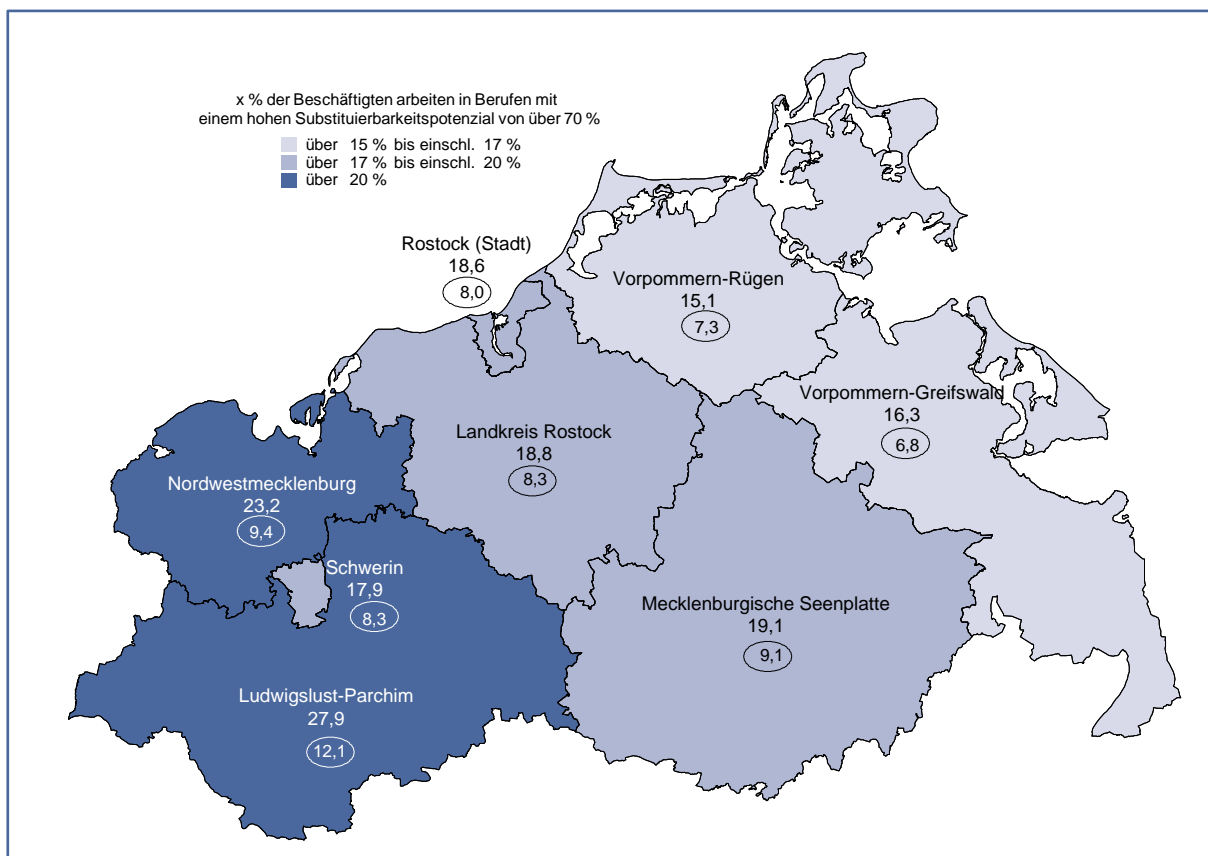 x % der Beschäftigten arbeiten in Berufen mit
einem hohen Substituierbarkeitspotenzial von über 70 %
über 15 % bis einschl. 17 %
über 17 % bis einschl. 20 %
über 20 %
Rostock (Stadt)
18,6
8,0
Vorpommern-Rügen
15,1
7,3
Vorpommern-Greifswald
16,3
6,8
Landkreis Rostock
18,8
8,3
Nordwestmecklenburg
23,2
9,4
Schwerin
17,9
8,3
Mecklenburgische Seenplatte
19,1
9,1
Ludwigslust-Parchim
27,9
12,1